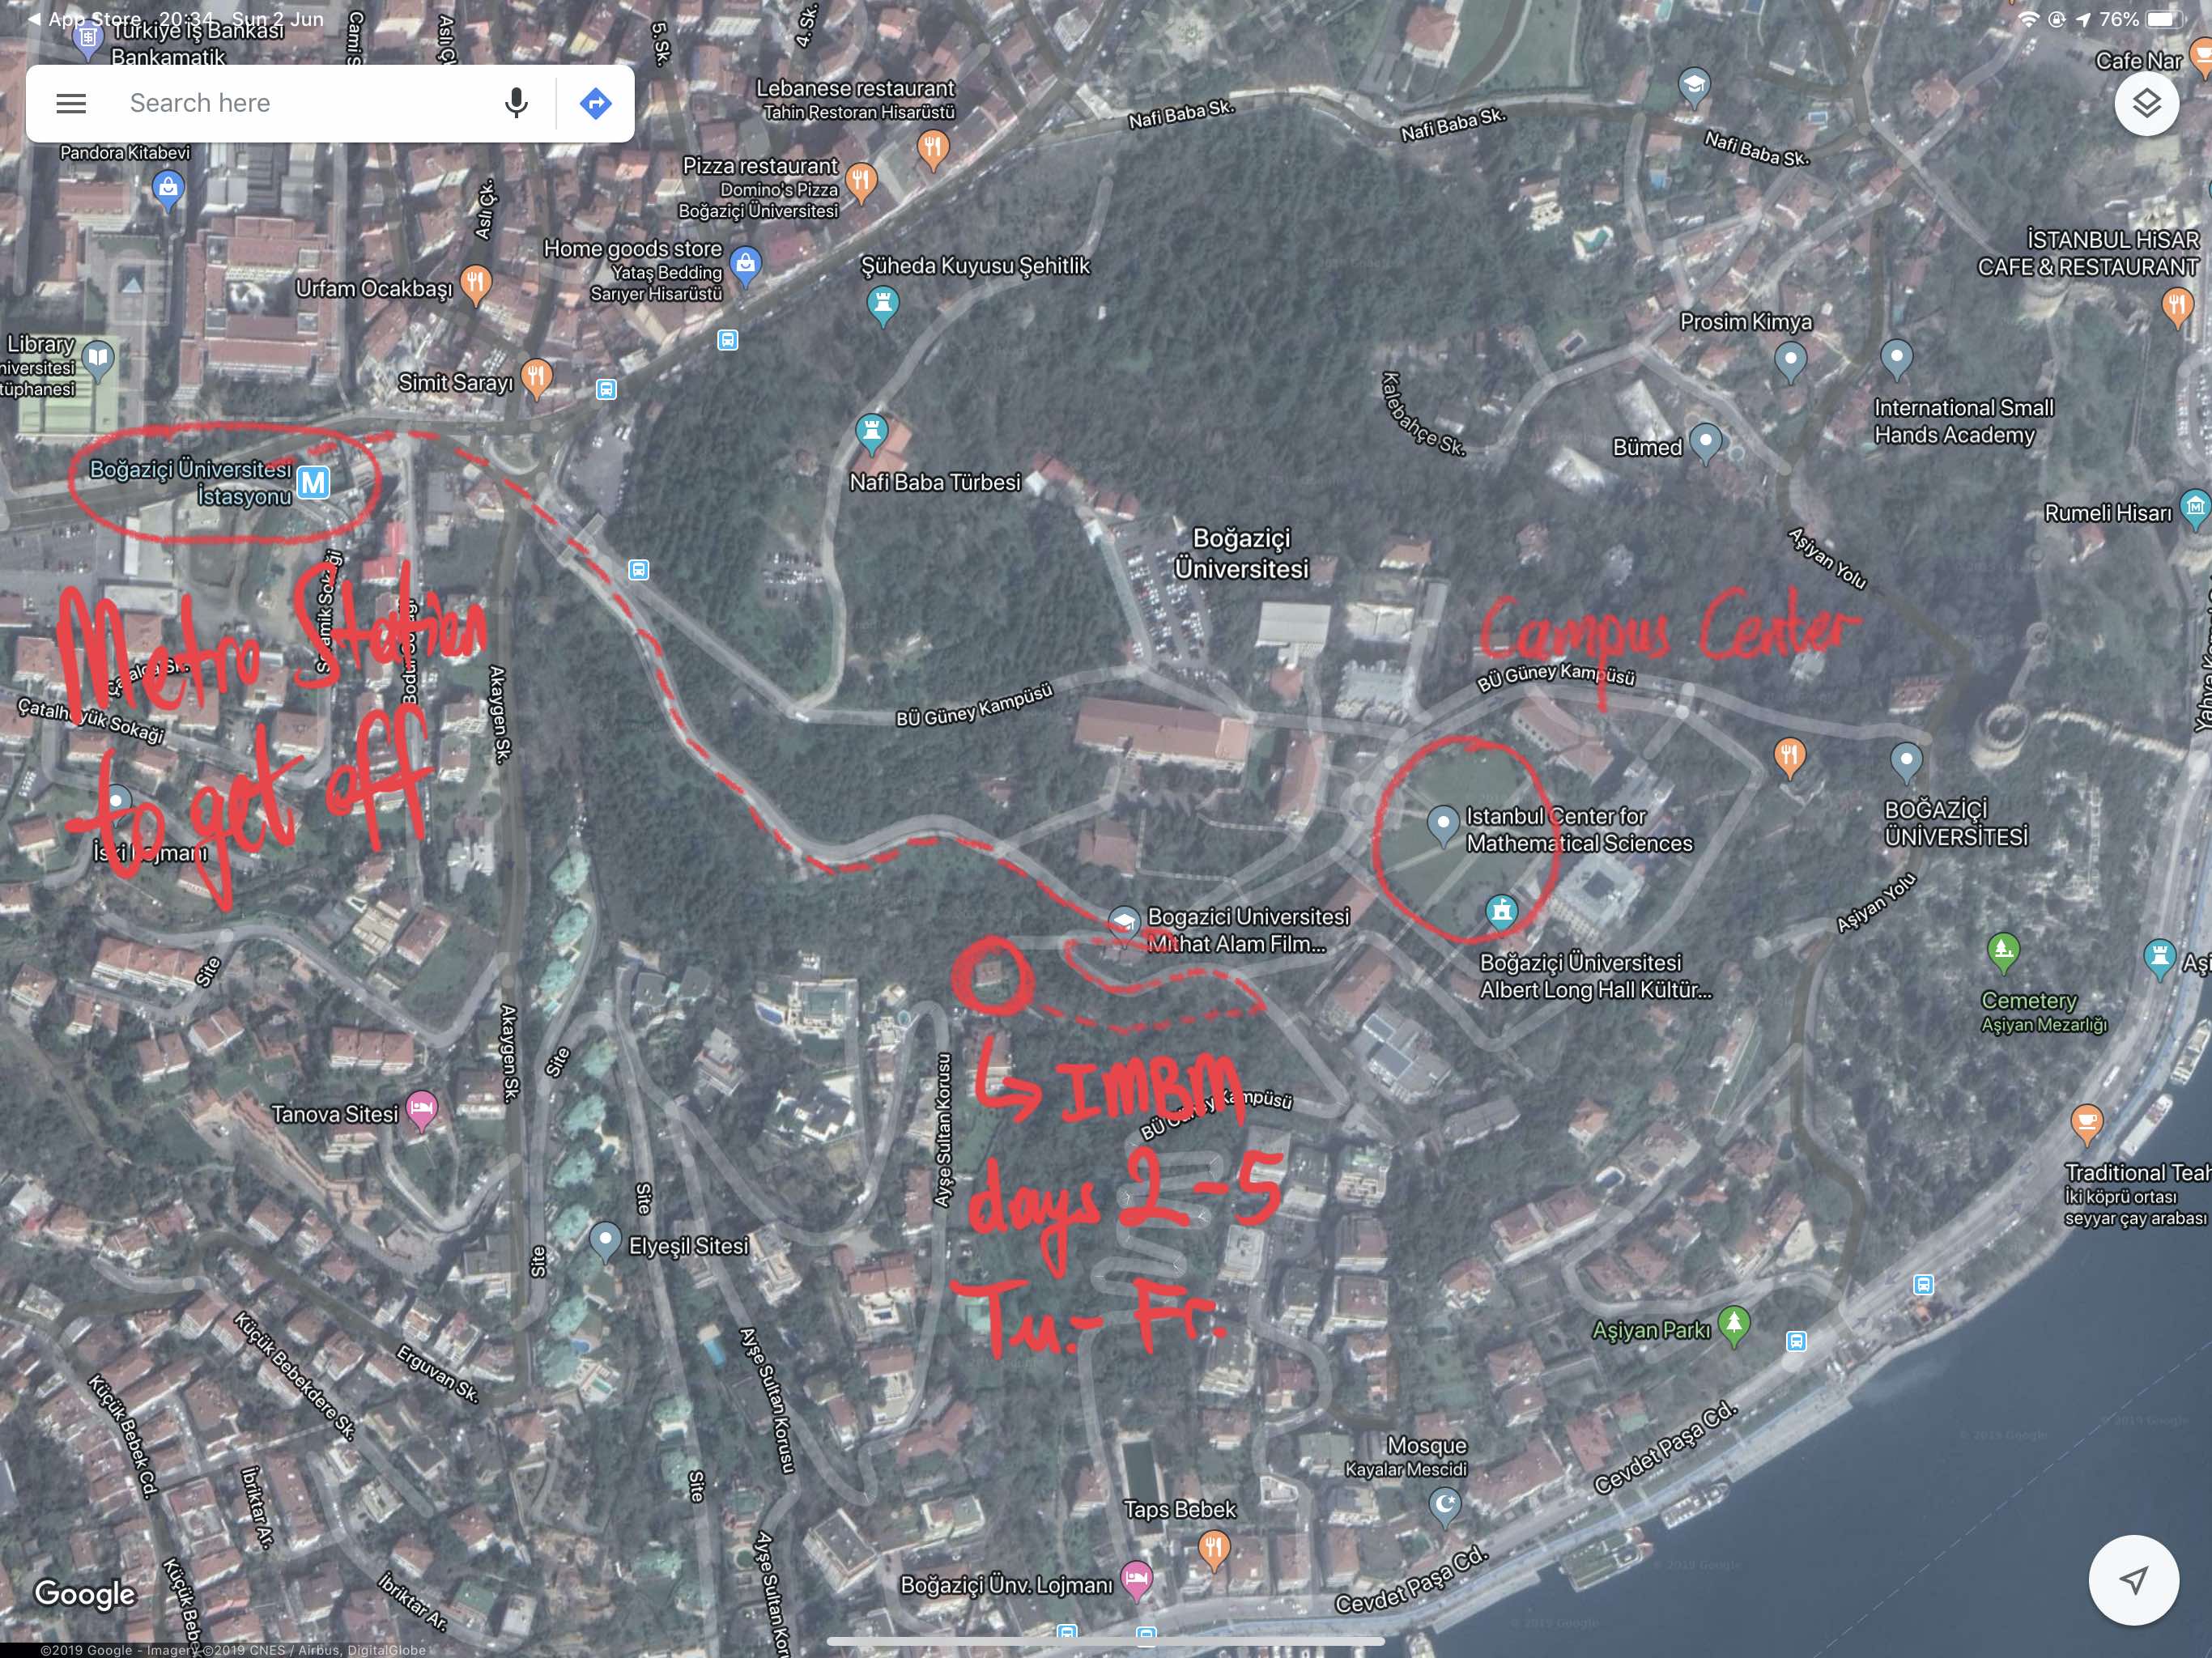 App Store 20:34 Sun 2 Jun
76%
Türkiye İş Bankası
Bankamatik
5. Sk.
4. Sk.
Cafe Nar
Search here
Lebanese restaurant
Tahin Restoran Hisarüstü
Nafi Baba Sk.
Nafi Baba Sk.
Nafi Baba Sk.
Pandora Kitabevi
Pizza restaurant
Domino's Pizza
Boğaziçi Üniversitesi
Aslı Çk.
Home goods store
Yataş Bedding
Sarıyer Hisarüstü
Şüheda Kuyusu Şehitlik
İSTANBUL HiSAR
CAFE & RESTAURANT
Urfam Ocakbaşı
Prosim Kimya
Library
Simit Sarayı
Kalebahçe Sk.
International Small
Hands Academy
Bümed
Boğaziçi Üniversitesi
İstasyonu
M
Nafi Baba Türbesi
Rumeli Hisarı
Boğaziçi
Üniversitesi
Aşiyan Yolu
Metro Station
to get off
Campus Center
BÜ Güney Kampüsü
Akaygen Sk.
BÜ Güney Kampüsü
Istanbul Center for
Mathematical Sciences
BOĞAZİÇİ
ÜNİVERSİTESİ
Aşiyan Yolu
Bogazici Universitesi
Mithat Alam Film...
Boğaziçi Üniversitesi
Albert Long Hall Kültür...
Site
Cemetery
Aşiyan Mezarlığı
Akaygen Sk.
Site
Ayşe Sultan Korusu
IMBM
days 2-5
Tu.- Fr.
Tanova Sitesi
Traditional Teah
İki köprü ortası
seyyar çay arabası
Site
Site
Elyeşil Sitesi
Aşiyan Parkı
Küçük Bebekdere Sk.
Erguvan Sk.
Ayşe Sultan Korusu
Küçük Bebek Cd.
Cevdet Paşa Cd.
İbriktar Ar.
Site
Mosque
Kayalar Mescidi
Taps Bebek
Boğaziçi Ünv. Lojmanı
Cevdet Paşa Cd.
İbriktar Ar.
Google
©2019 Google - Imagery ©2019 CNES / Airbus, DigitalGlobe